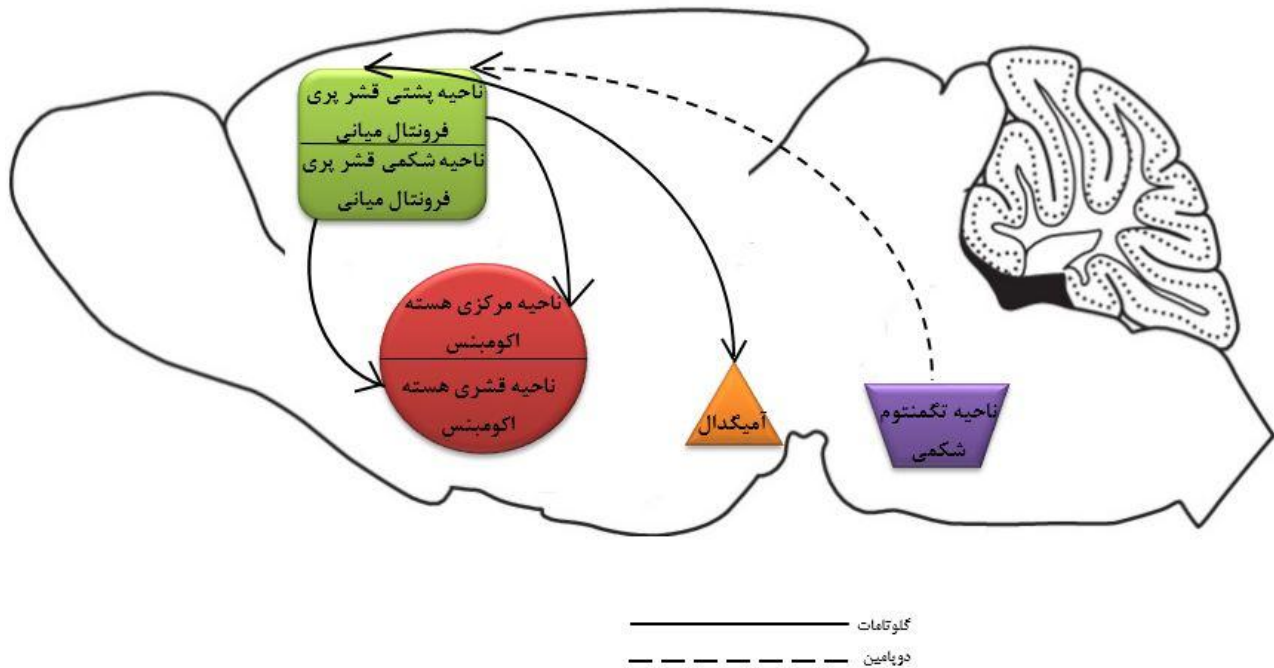 ناحیه پشتی قشر پری
فرونتال میانی
ناحیه شکمی قشر پری
فرونتال میانی
ناحیه مرکزی هسته
اکومبنس
ناحیه قشری هسته
اکومبنس
آمیگدال
ناحیه تگمنتوم
شکمی
گلوتامات
دوپامین